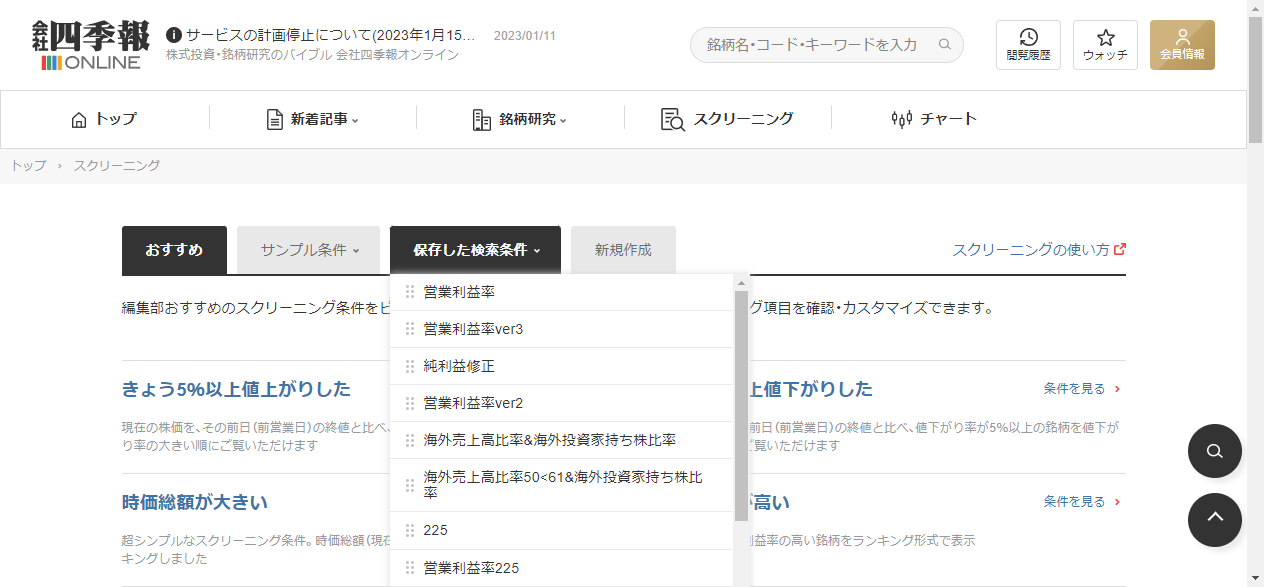 会社四季報
ONLINE
サービスの計画停止について(2023年1月15… 2023/01/11
株式投資・銘柄研究のバイブル 会社四季報オンライン
銘柄名・コード・キーワードを入力
閲覧履歴
ウォッチ
会員情報
トップ
新着記事
銘柄研究
スクリーニング
チャート
トップ › スクリーニング
おすすめ
サンプル条件
保存した検索条件
新規作成
スクリーニングの使い方
編集部おすすめのスクリーニング条件をピ
グ項目を確認・カスタマイズできます。
営業利益率
営業利益率ver3
純利益修正
営業利益率ver2
海外売上高比率&海外投資家持ち株比率
海外売上高比率50<61&海外投資家持ち株比
率
225
営業利益率225
きょう5%以上値上がりした
現在の株価を、その前日（前営業日）の終値と比べ、
り率の大きい順にご覧いただけます
上値下がりした
条件を見る
前日（前営業日）の終値と比べ、値下がり率が5%以上の銘柄を値下が
ご覧いただけます
時価総額が大きい
超シンプルなスクリーニング条件。時価総額（現在
キングしました
が高い
条件を見る
利益率の高い銘柄をランキング形式で表示